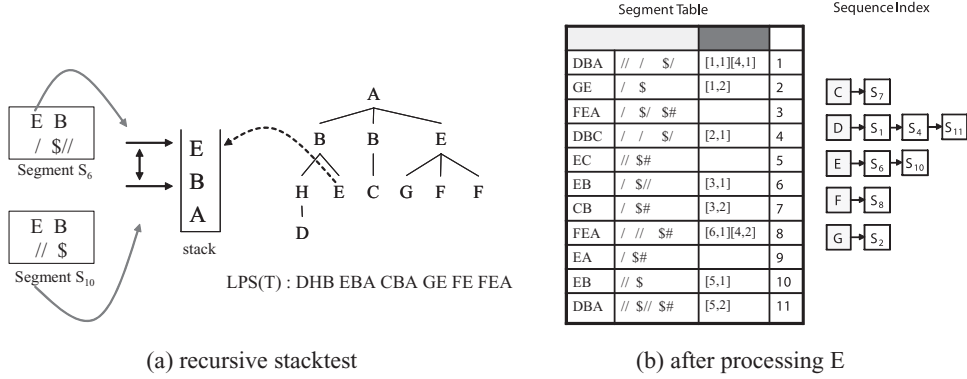 Segment Table
Sequence Index
E B
/ $//
Segment S6
E B
// $
Segment S10
E
B
A
stack
A
B B E
H E C G F F
D
LPS(T) : DHB EBA CBA GE FE FEA
(a) recursive stacktest
DBA // / $/ [1,1][4,1] 1
GE / $ [1,2] 2
FEA / $/ $# 3
DBC / / $/ [2,1] 4
EC // $# 5
EB / $// [3,1] 6
CB / $# [3,2] 7
FEA / // $# [6,1][4,2] 8
EA / $# 9
EB // $ [5,1] 10
DBA // $// $# [5,2] 11
C S7
D S1 S4 S11
E S6 S10
F S8
G S2
(b) after processing E